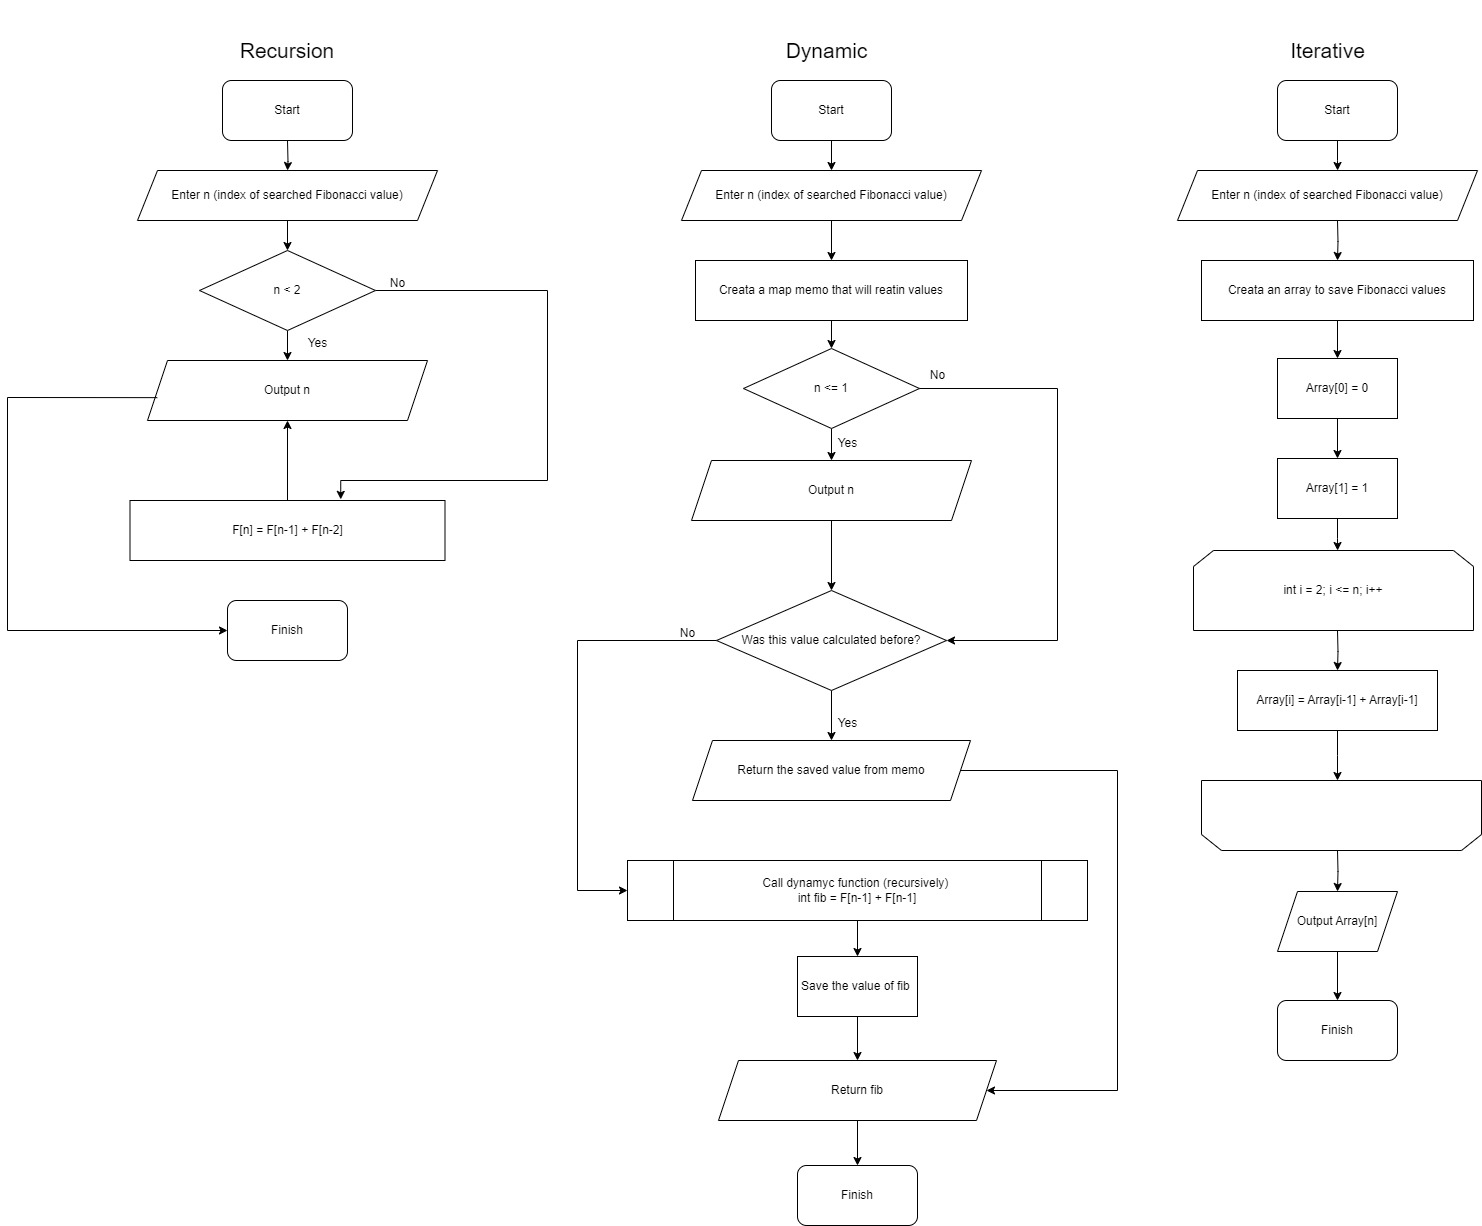 Recursion
Start
Enter n (index of searched Fibonacci value)
n < 2
No
Yes
Output n
F[n] = F[n-1] + F[n-2]
Finish
Dynamic
Start
Enter n (index of searched Fibonacci value)
Creata a map memo that will reatin values
n <= 1
No
Yes
Output n
Was this value calculated before?
No
Yes
Return the saved value from memo
Call dynamyc function (recursively)
int fib = F[n-1] + F[n-1]
Save the value of fib
Return fib
Finish
Iterative
Start
Enter n (index of searched Fibonacci value)
Creata an array to save Fibonacci values
Array[0] = 0
Array[1] = 1
int i = 2; i <= n; i++
Array[i] = Array[i-1] + Array[i-1]
Output Array[n]
Finish